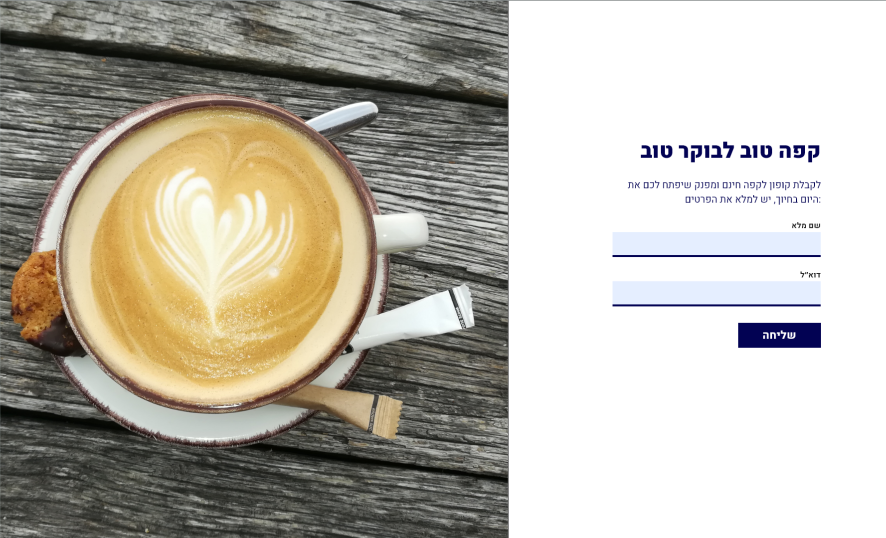 קפה טוב לבוקר טוב
לקבלת קופון לקפה חינם ומפנק שיפתח לכם את
היום בחיוך, יש למלא את הפרטים:
שם מלא
דוא״ל
שליחה